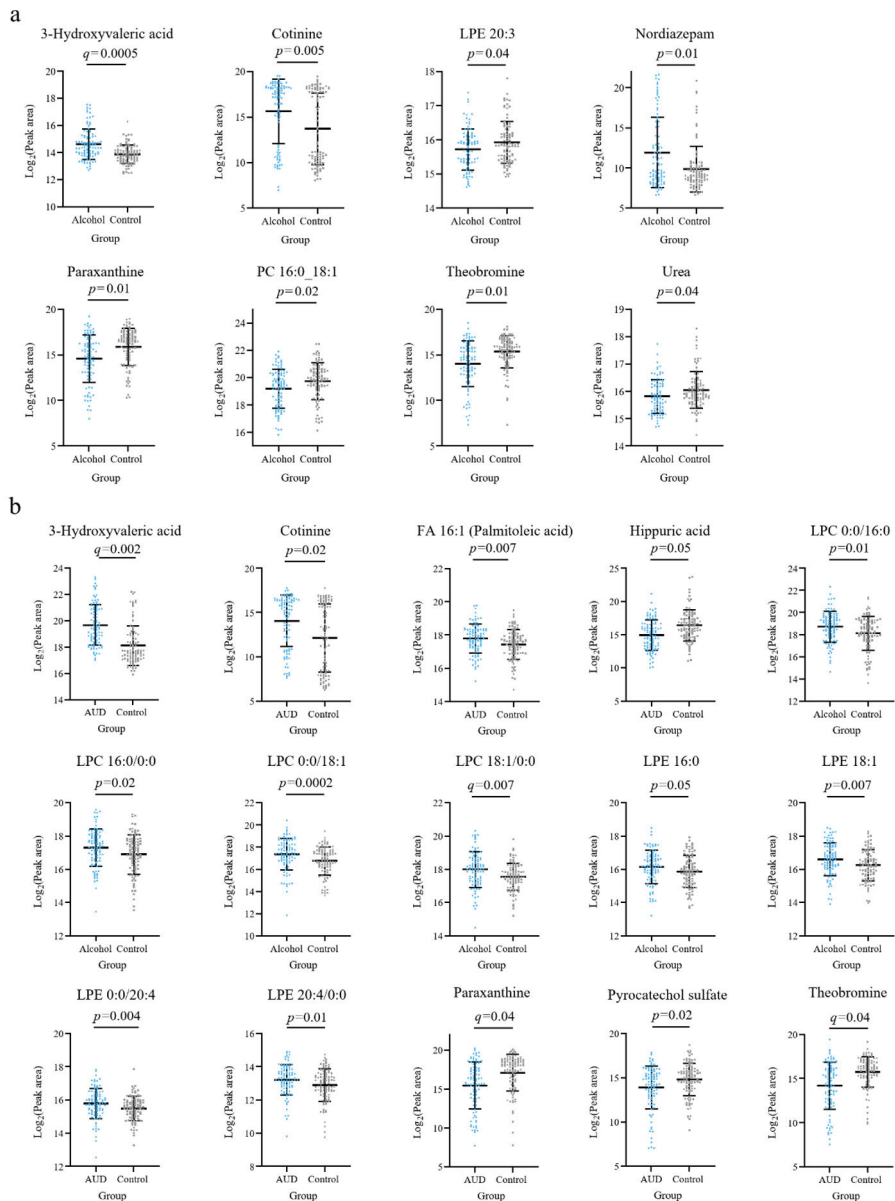 a
3-Hydroxyvaleric acid
q=0.0005
Log2(Peak area)
20
18
16
14
12
10
Alcohol Control
Group
Cotinine
p=0.005
Log2(Peak area)
20
15
10
5
Alcohol Control
Group
LPE 20:3
p=0.04
Log2(Peak area)
18
17
16
15
14
Alcohol Control
Group
Nordiazepam
p=0.01
Log2(Peak area)
20
15
10
5
Alcohol Control
Group
Paraxanthine
p=0.01
Log2(Peak area)
20
15
10
5
Alcohol Control
Group
PC 16:0_18:1
p=0.02
Log2(Peak area)
24
22
20
18
16
Alcohol Control
Group
Theobromine
p=0.01
Log2(Peak area)
20
15
10
5
Alcohol Control
Group
Urea
p=0.04
Log2(Peak area)
19
18
17
16
15
14
Alcohol Control
Group
b
3-Hydroxyvaleric acid
q=0.002
Log2(Peak area)
24
22
20
18
16
14
AUD Control
Group
Cotinine
p=0.02
Log2(Peak area)
20
15
10
5
AUD Control
Group
FA 16:1 (Palmitoleic acid)
p=0.007
Log2(Peak area)
22
20
18
16
14
AUD Control
Group
Hippuric acid
p=0.05
Log2(Peak area)
25
20
15
10
5
AUD Control
Group
LPC 0:0/16:0
p=0.01
Log2(Peak area)
24
22
20
18
16
14
12
Alcohol Control
Group
LPC 16:0/0:0
p=0.02
Log2(Peak area)
20
18
16
14
12
Alcohol Control
Group
LPC 0:0/18:1
p=0.0002
Log2(Peak area)
22
20
18
16
14
12
10
Alcohol Control
Group
LPC 18:1/0:0
q=0.007
Log2(Peak area)
22
20
18
16
14
Alcohol Control
Group
LPE 16:0
p=0.05
Log2(Peak area)
20
18
16
14
12
Alcohol Control
Group
LPE 18:1
p=0.007
Log2(Peak area)
20
18
16
14
12
Alcohol Control
Group
LPE 0:0/20:4
p=0.004
Log2(Peak area)
20
18
16
14
12
AUD Control
Group
LPE 20:4/0:0
p=0.01
Log2(Peak area)
16
14
12
10
8
AUD Control
Group
Paraxanthine
q=0.04
Log2(Peak area)
20
15
10
5
AUD Control
Group
Pyrocatechol sulfate
p=0.02
Log2(Peak area)
20
15
10
5
AUD Control
Group
Theobromine
q=0.04
Log2(Peak area)
20
15
10
5
AUD Control
Group